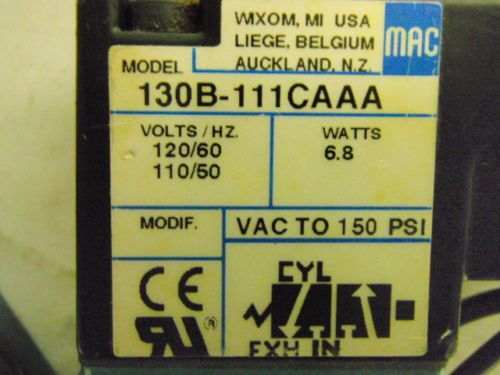 WIXOM, MI USA
LIEGE, BELGIUM
AUCKLAND, N.Z.
MAC
MODEL
130B-111CAAA
VOLTS / HZ.
120/60
110/50
WATTS
6.8
MODIF.
VAC TO 150 PSI
CE
RU ®
CYL
EXH IN